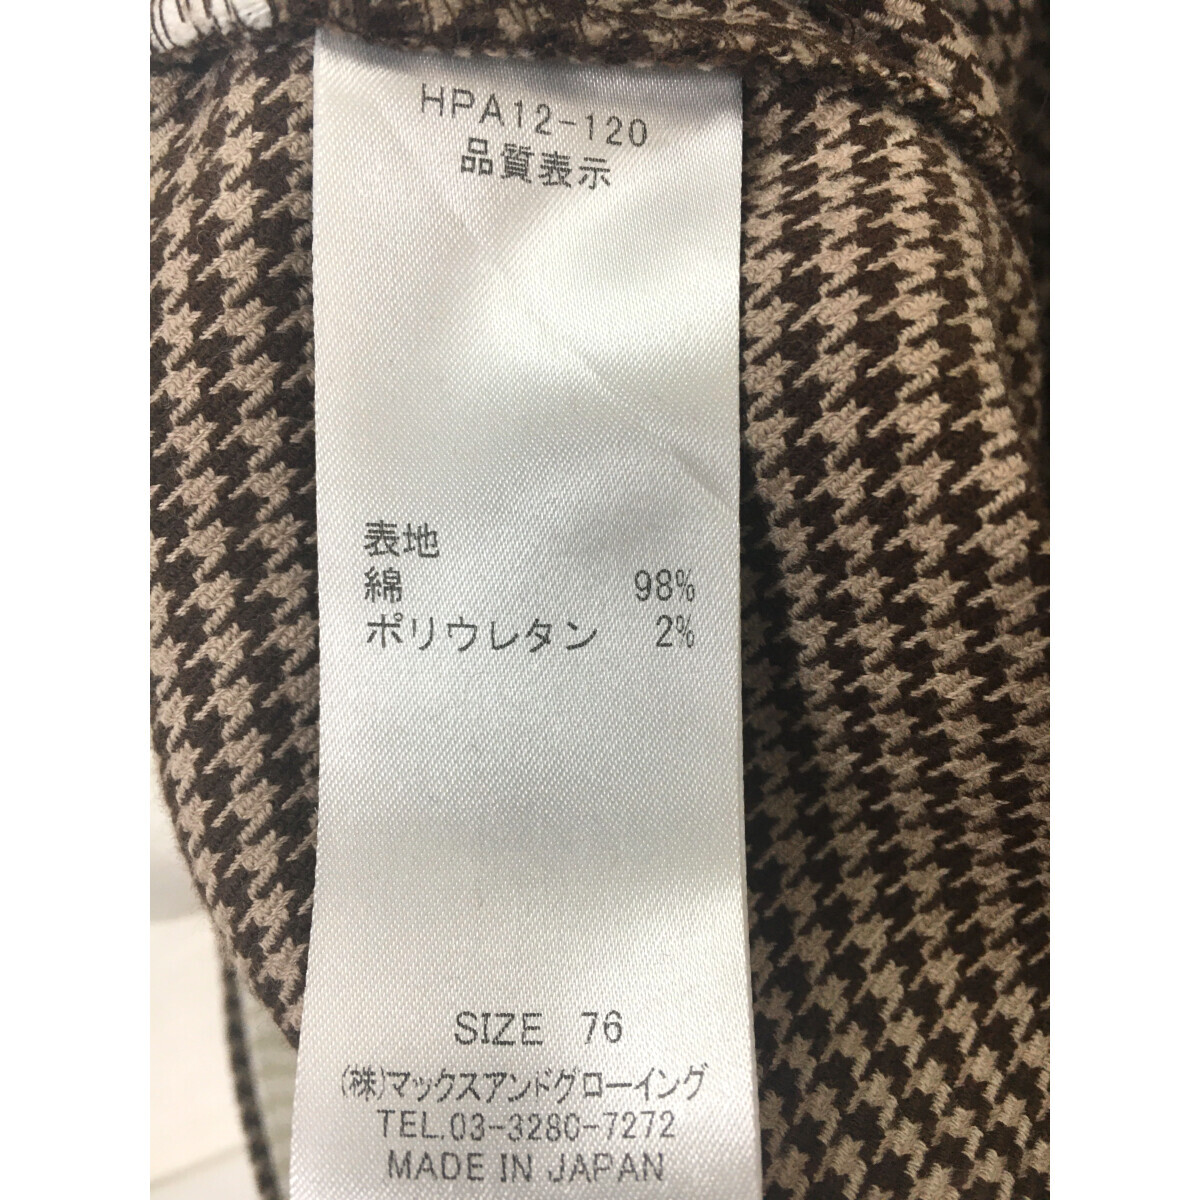 HPA12-120
品質表示
表地
綿 98%
ポリウレタン 2%
SIZE 76
(株)マックスアンドグローイング
TEL.03-3280-7272
MADE IN JAPAN